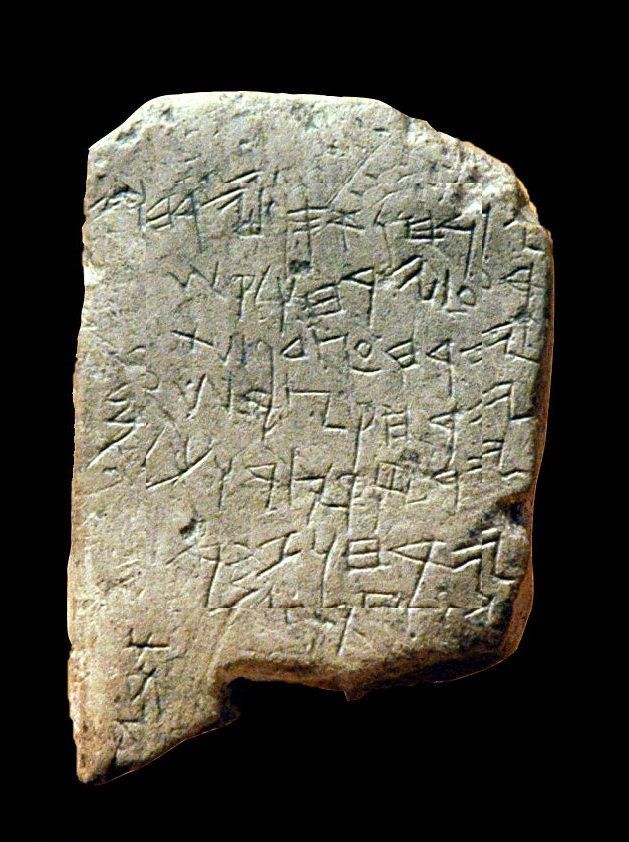 𐤉𐤓𐤇𐤅 𐤀𐤎𐤐 𐤉𐤓𐤇𐤅 𐤆
𐤓𐤏 𐤉𐤓𐤇𐤅 𐤋𐤒𐤔
𐤉𐤓𐤇 𐤏𐤑𐤃 𐤐𐤔𐤕
𐤉𐤓𐤇 𐤒𐤑𐤓 𐤔𐤏𐤓𐤌
𐤉𐤓𐤇 𐤒𐤑𐤓 𐤅𐤊𐤋
𐤉𐤓𐤇𐤅 𐤆𐤌𐤓
𐤉𐤓𐤇 𐤒𐤑
𐤀𐤁𐤉